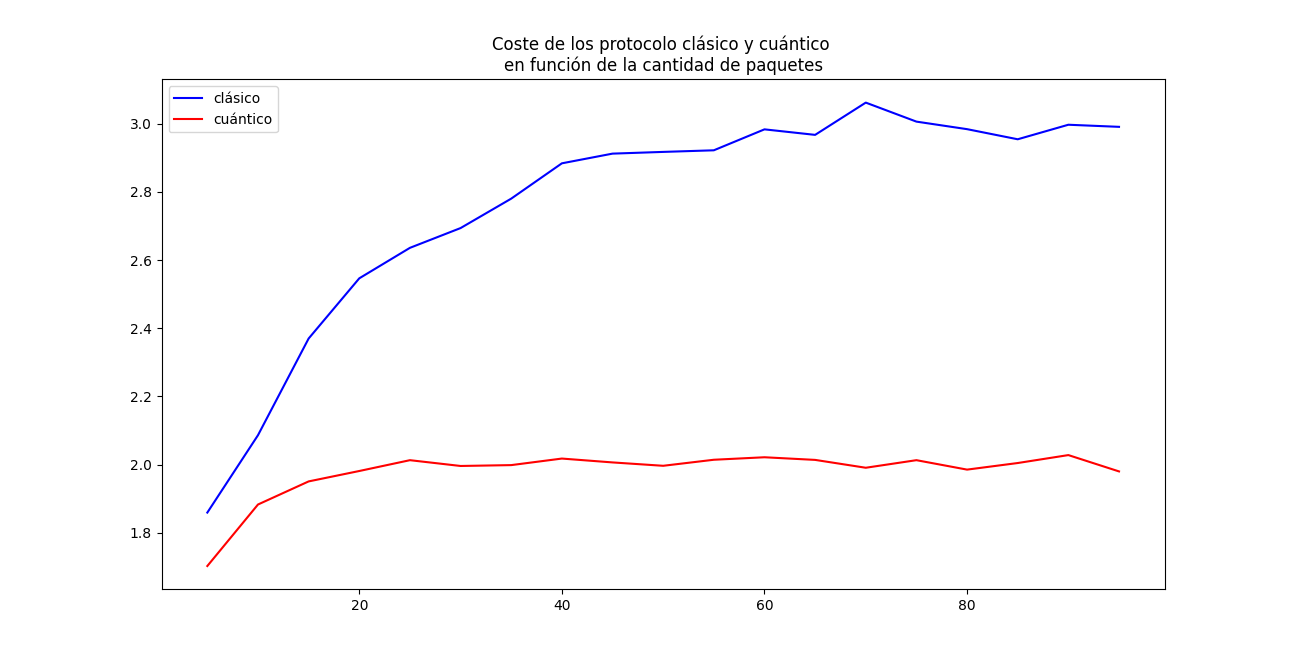 Coste de los protocolo clásico y cuántico
en función de la cantidad de paquetes
clásico
cuántico
3.0
2.8
2.6
2.4
2.2
2.0
1.8
20
40
60
80